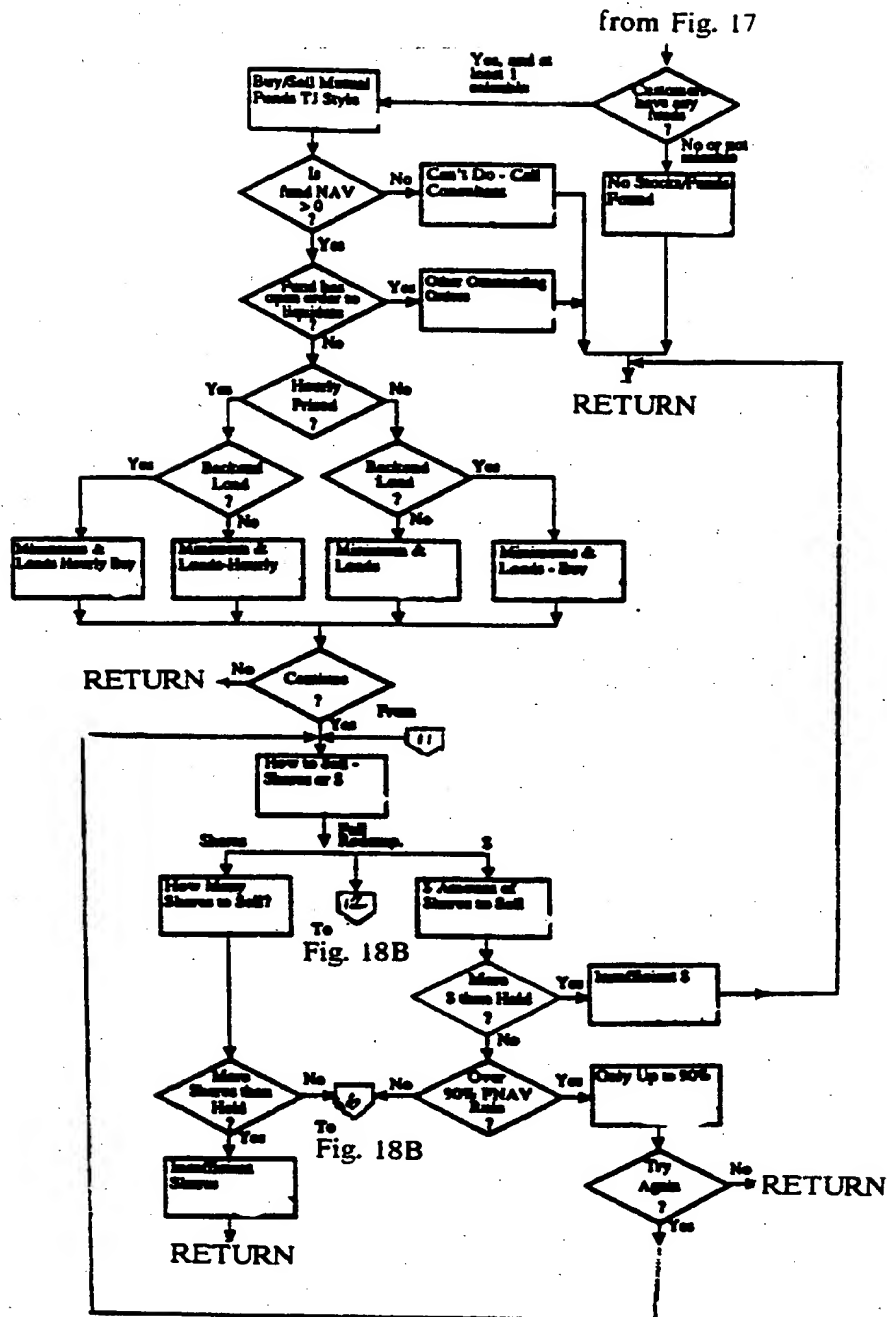 from Fig. 17
Yes, and at
least 1
Buy/Sell Mutual
Funds TJ Style
Customers
have any
funds
?
No or not
No Stocks/Funds
Found
Is
fund NAV
> 0
?
No
Can't Do - Call
Yes
Fund has
open order to
liquidate
?
Yes
Other Outstanding
Orders
No
RETURN
Yes
Hourly
Priced
?
No
Yes
Backend
Load
?
No
Backend
Load
?
Yes
No
Minimums &
Loads Hourly Buy
Minimum &
Loads-Hourly
Minimum &
Loads
Minimums &
Loads - Buy
RETURN
No
Continue
?
Yes
From
11
How to Sell -
Shares or $
Shares
Full
Redemp.
$
How Many
Shares to Sell?
12
To
Fig. 18B
$ Amount of
Shares to Sell
More
$ than Held
?
Yes
Insufficient $
No
More
Shares than
Held
?
No
To
Fig. 18B
No
Over
90% FNAV
?
Yes
Only Up to 90%
Yes
Insufficient
Shares
RETURN
Try
Again
?
No
RETURN
Yes